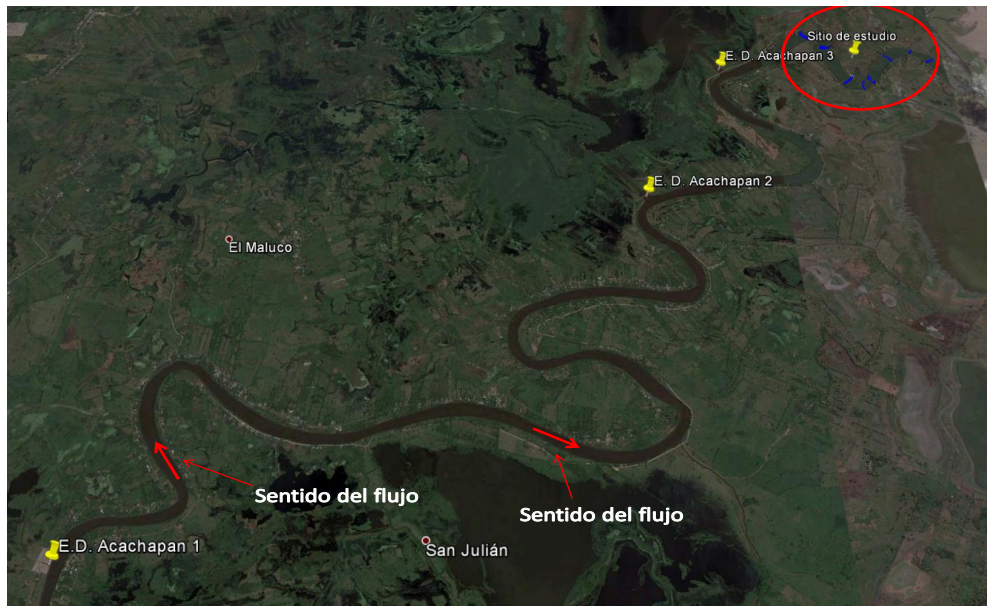 Sitio de estudio
E. D. Acachapan 3
E. D. Acachapan 2
El Maluco
Sentido del flujo
Sentido del flujo
E.D. Acachapan 1
San Julián